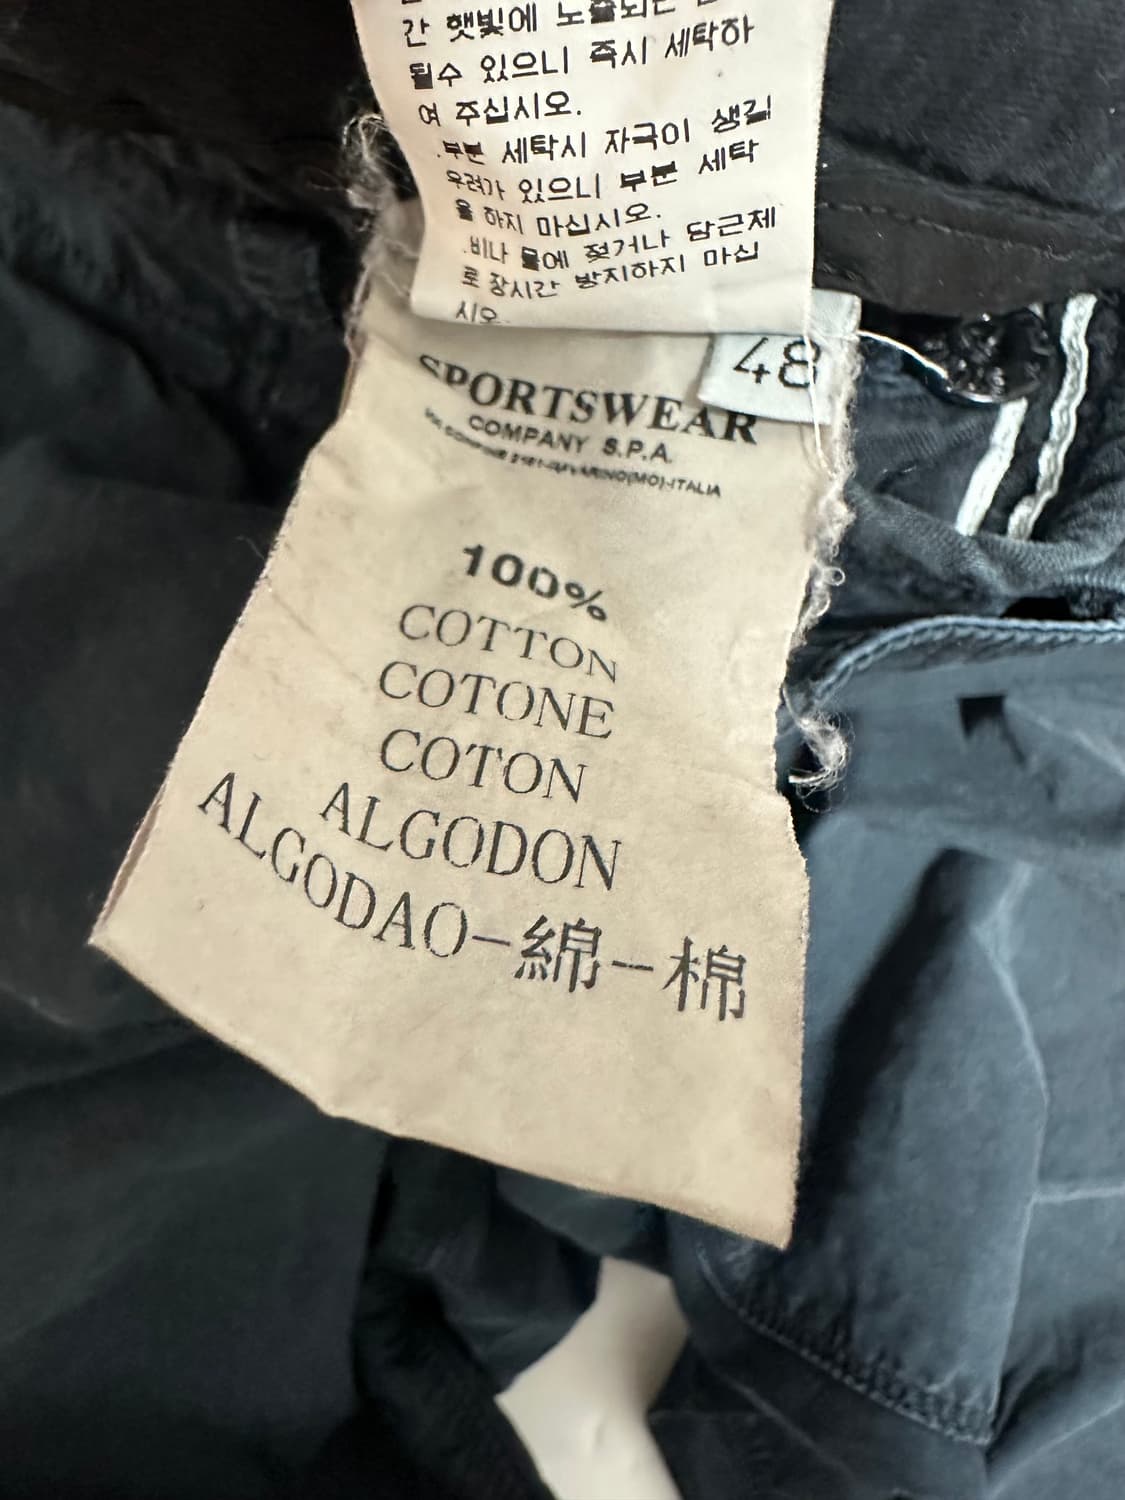 간 햇빛에 노출되면
될수 있으니 즉시 세탁하
여 주십시오.
.부분 세탁시 자국이 생길
우려가 있으니 부분 세탁
을 하지 마십시오.
.비나 물에 젖거나 담근제
로 장시간 방지하지 마십
시오.
48
SPORTSWEAR
COMPANY S.P.A.
(MO)-ITALIA
100%
COTTON
COTONE
COTON
ALGODON
ALGODAO-綿-棉